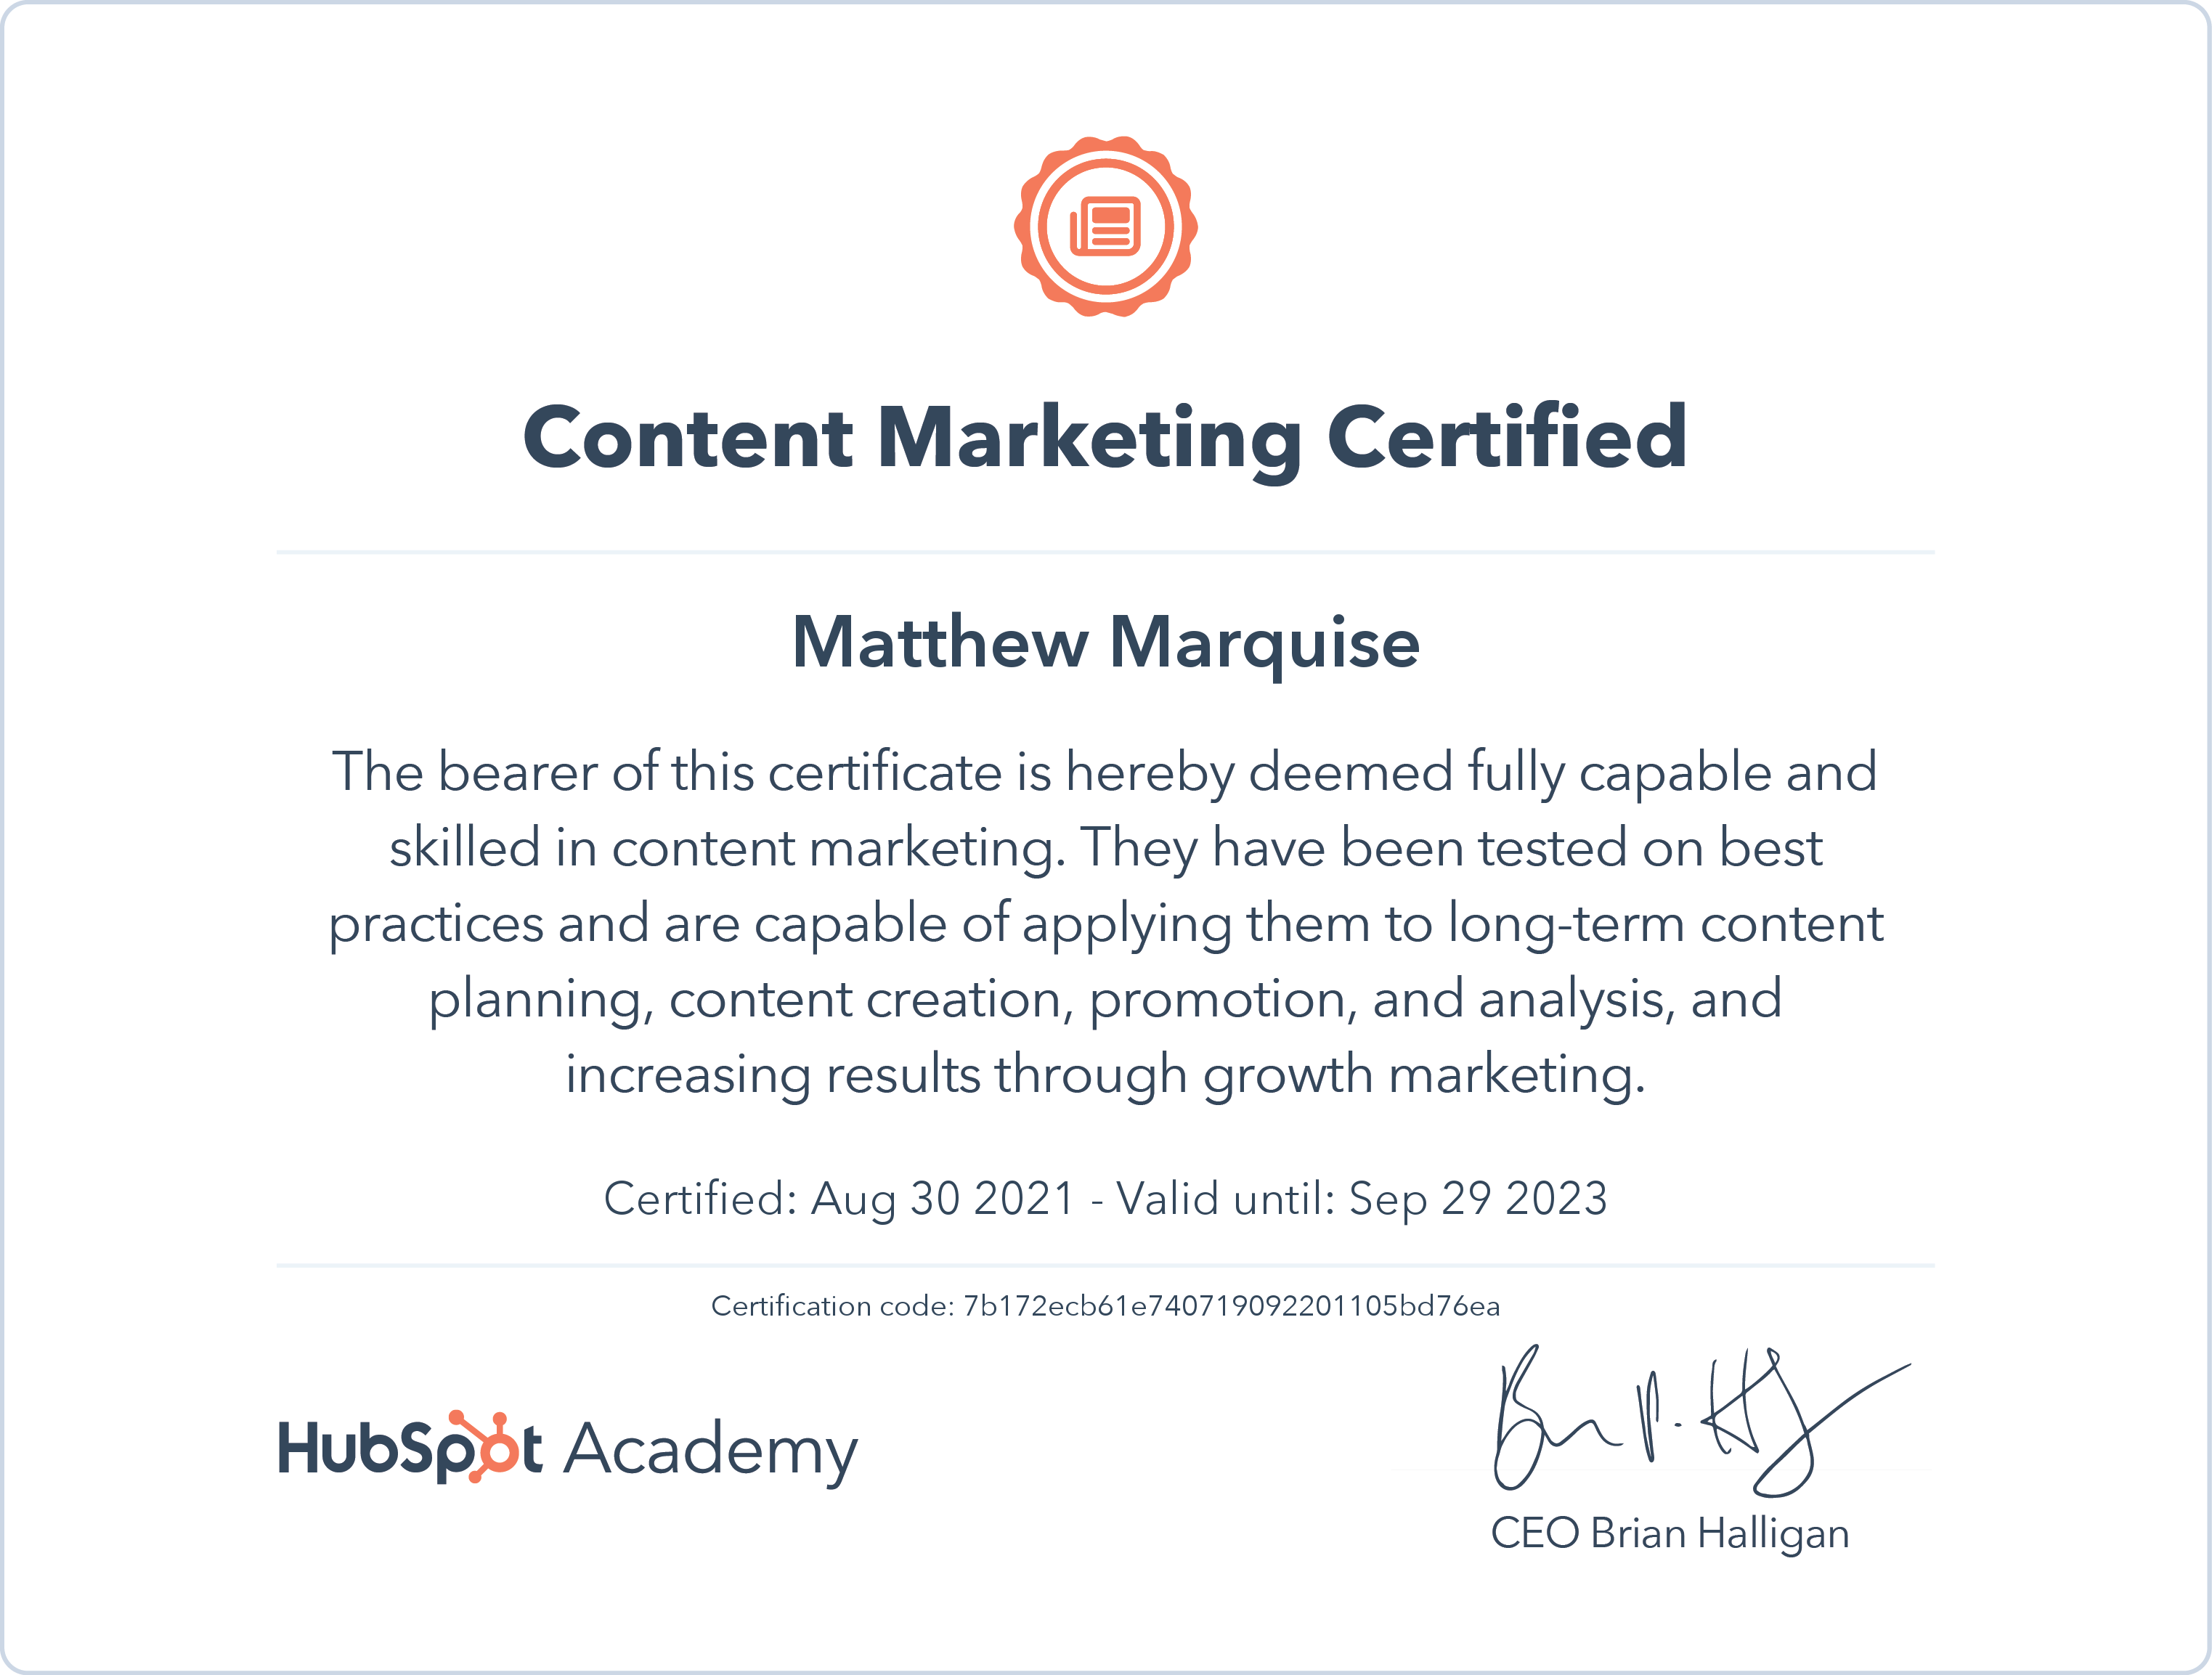 Content Marketing Certified
Matthew Marquise
The bearer of this certificate is hereby deemed fully capable and
skilled in content marketing. They have been tested on best
practices and are capable of applying them to long-term content
planning, content creation, promotion, and analysis, and
increasing results through growth marketing.
Certified: Aug 30 2021 - Valid until: Sep 29 2023
Certification code: 7b172ecb61e740719092201105bd76ea
HubSpot Academy
CEO Brian Halligan